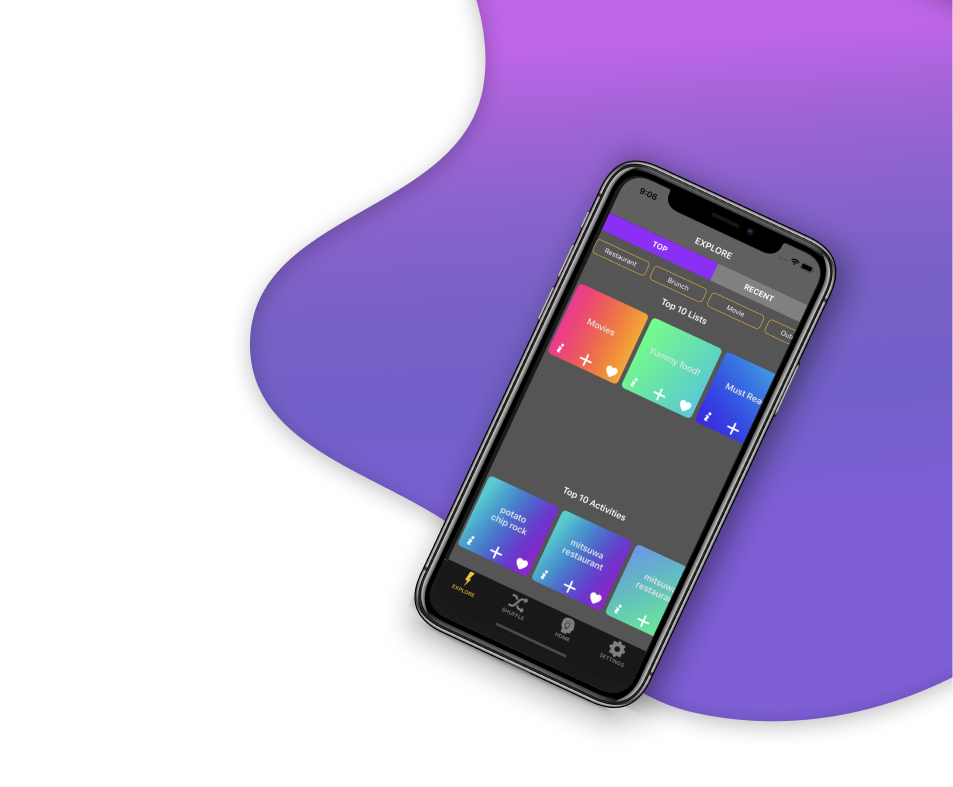 9:06
EXPLORE
TOP
RECENT
Restaurant
Brunch
Movie
Out
Top 10 Lists
Movies
Yummy food!
Must Rea
Top 10 Activities
potato
chip rock
mitsuwa
restaurant
mitsuw
restaura
EXPLORE
SHUFFLE
HOME
SETTINGS